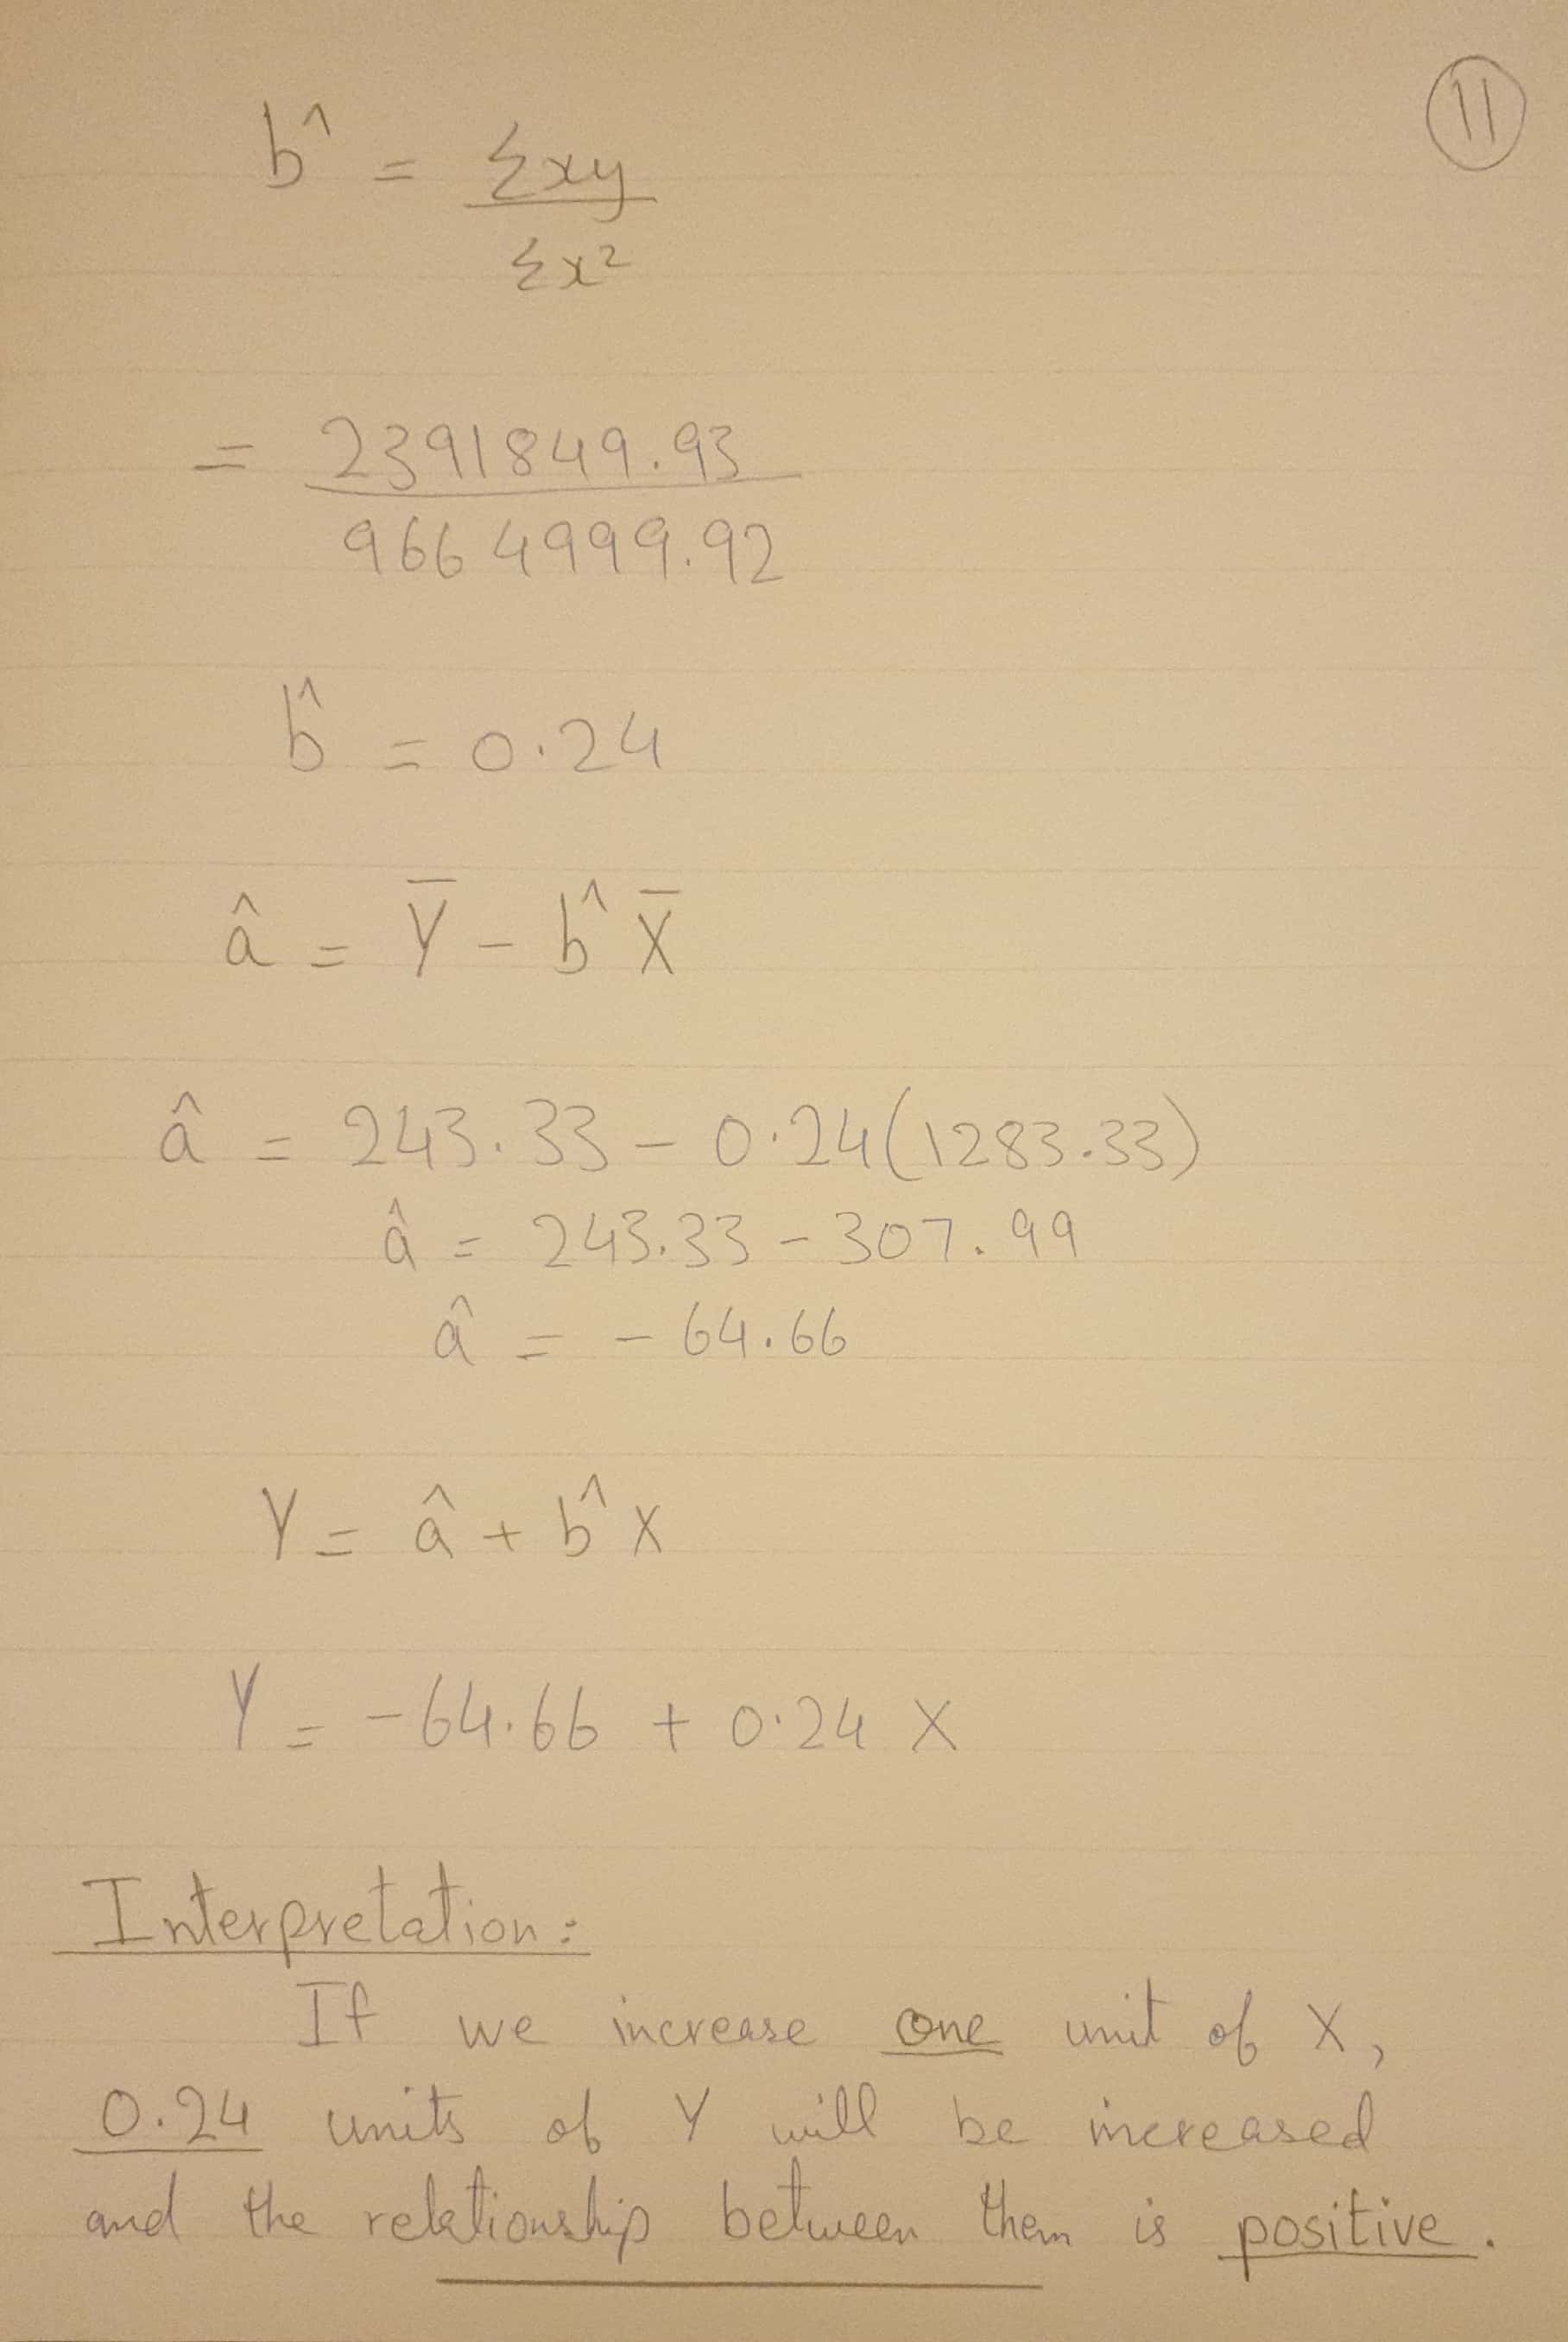 11
b̂ = Σxy
Σx²
= 2391849.93
9664999.92
b̂ = 0.24
â = Ȳ - b̂ X̄
â = 243.33 - 0.24(1283.33)
â = 243.33 - 307.99
â = - 64.66
Y = â + b̂ X
Y = -64.66 + 0.24 X
Interpretation:
If we increase one unit of X,
0.24 units of Y will be increased
and the relationship between them is positive.